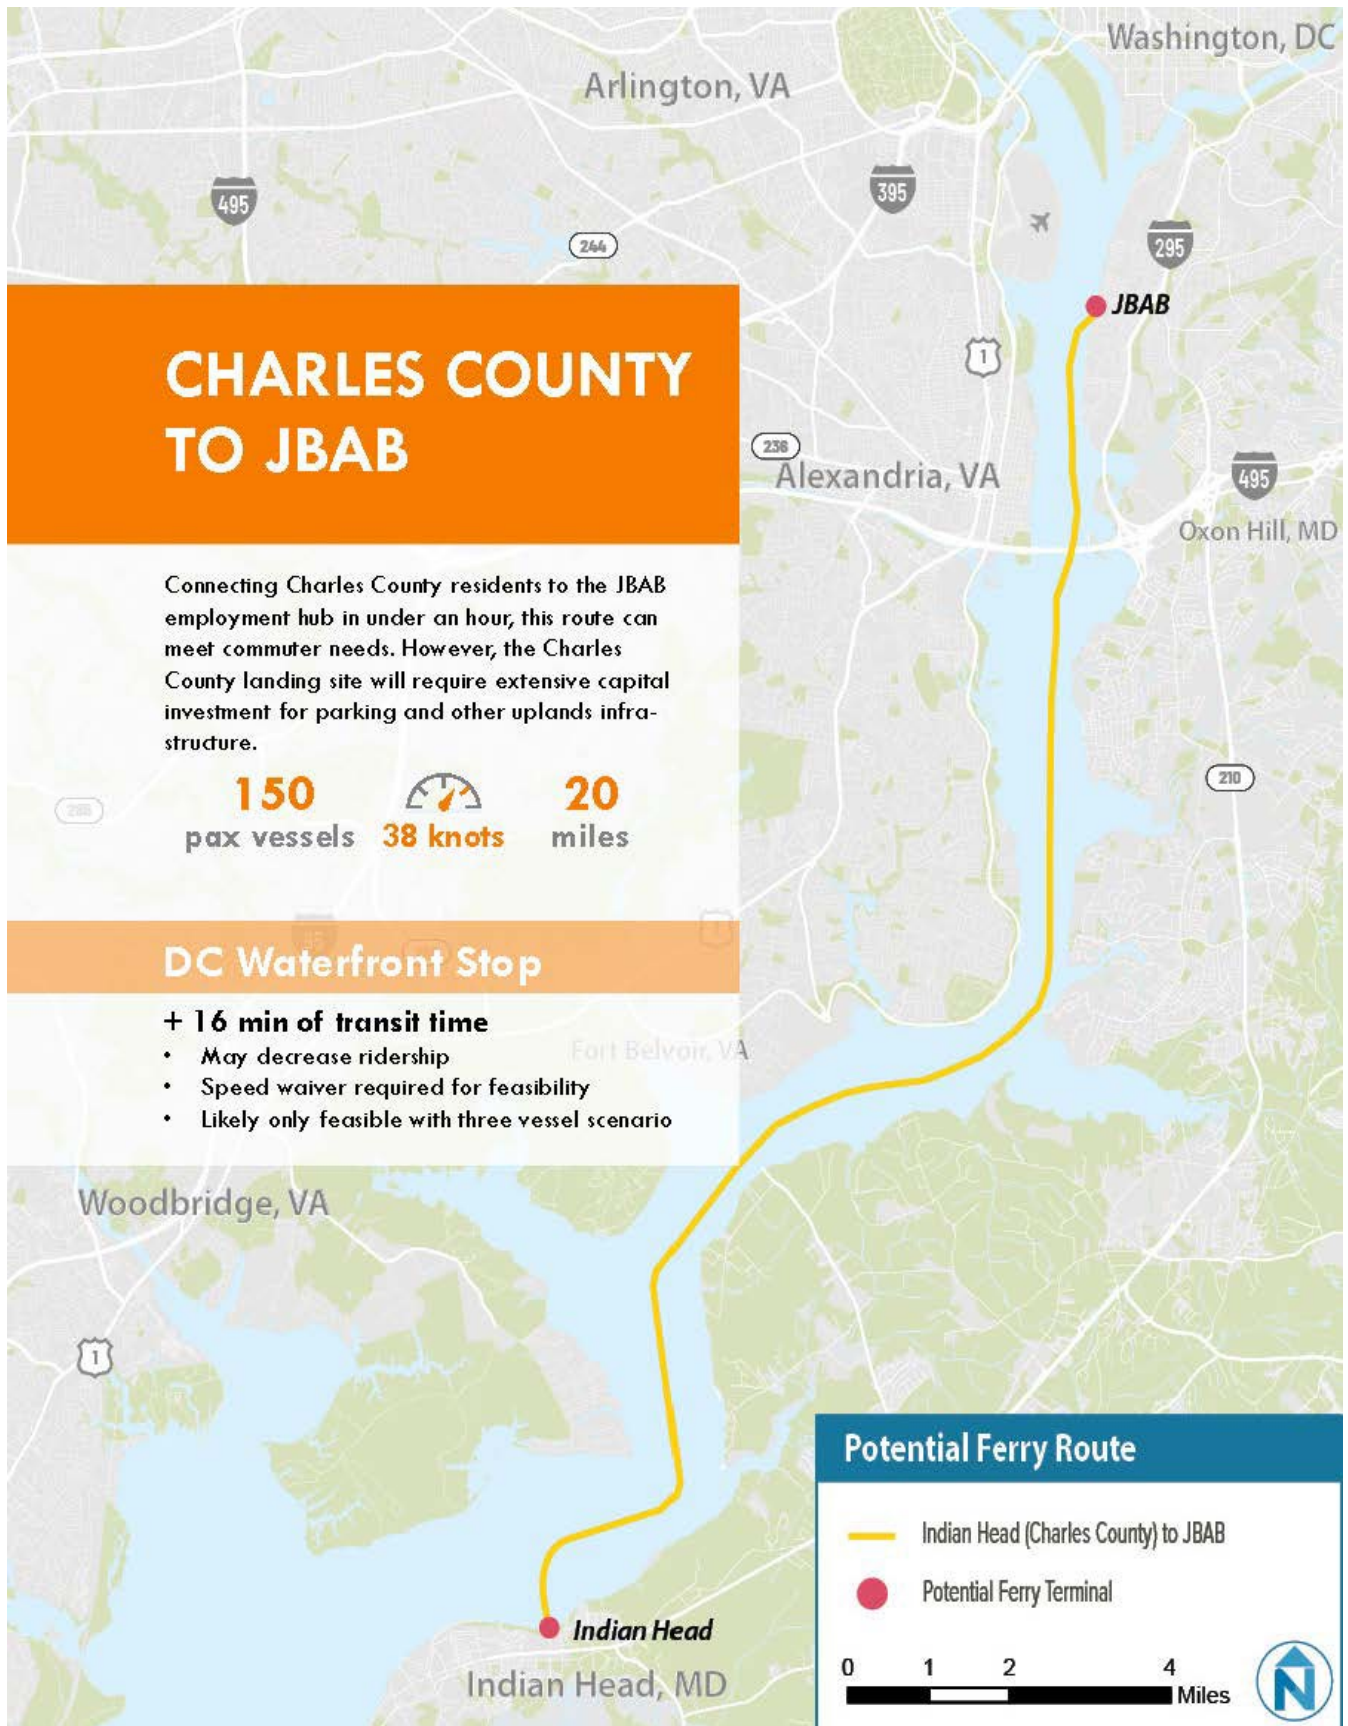 Washington, DC
Arlington, VA
395
495
244
295
JBAB
1
CHARLES COUNTY
TO JBAB
236
Alexandria, VA
495
Oxon Hill, MD
Connecting Charles County residents to the JBAB
employment hub in under an hour, this route can
meet commuter needs. However, the Charles
County landing site will require extensive capital
investment for parking and other uplands infra-
structure.
210
150
pax vessels
38 knots
20
miles
DC Waterfront Stop
+ 16 min of transit time
• May decrease ridership
• Speed waiver required for feasibility
• Likely only feasible with three vessel scenario
Fort Belvoir, VA
Woodbridge, VA
1
Potential Ferry Route
Indian Head (Charles County) to JBAB
Potential Ferry Terminal
0 1 2 4
Miles
N
Indian Head
Indian Head, MD